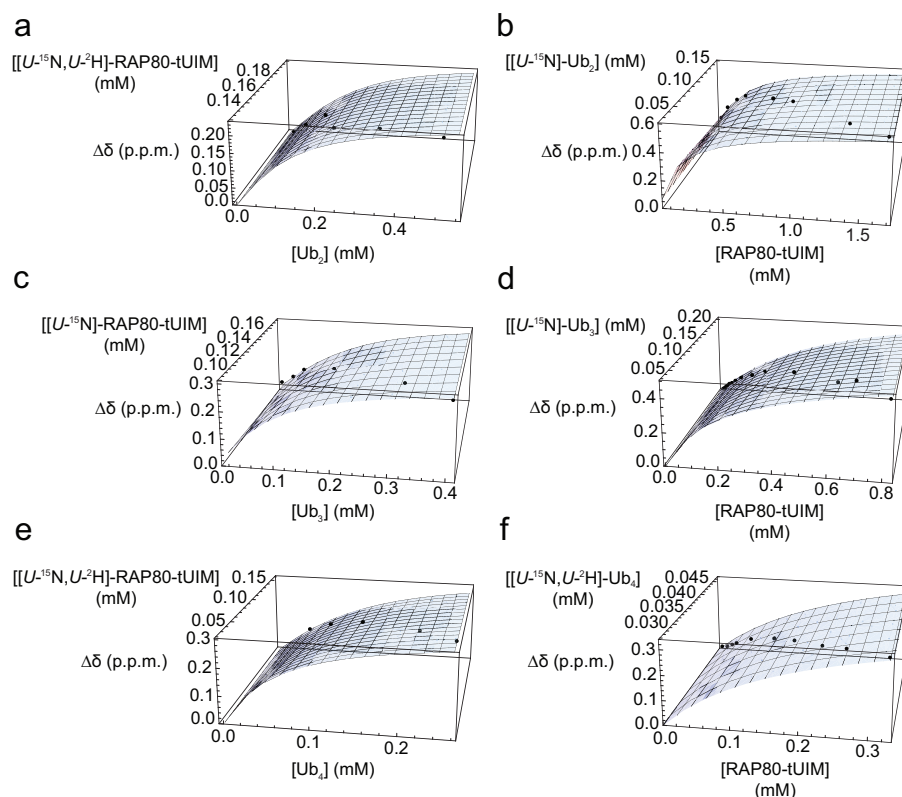 a
[[U-¹⁵N,U-²H]-RAP80-tUIM]
(mM)
0.18
0.16
0.14
0.20
0.15
0.10
0.05
0.00
Δδ (p.p.m.)
0.0 0.2 0.4
[Ub₂] (mM)
b
[[U-¹⁵N]-Ub₂] (mM)
0.15
0.10
0.05
0.6
0.4
0.2
0.0
Δδ (p.p.m.)
0.5 1.0 1.5
[RAP80-tUIM]
(mM)
c
[[U-¹⁵N]-RAP80-tUIM]
(mM)
0.16
0.14
0.12
0.10
0.3
0.2
0.1
0.0
Δδ (p.p.m.)
0.0 0.1 0.2 0.3 0.4
[Ub₃] (mM)
d
[[U-¹⁵N]-Ub₃] (mM)
0.20
0.15
0.10
0.05
0.4
0.2
0.0
Δδ (p.p.m.)
0.0 0.2 0.4 0.6 0.8
[RAP80-tUIM]
(mM)
e
[[U-¹⁵N,U-²H]-RAP80-tUIM]
(mM)
0.15
0.10
0.05
0.3
0.2
0.1
0.0
Δδ (p.p.m.)
0.0 0.1 0.2
[Ub₄] (mM)
f
[[U-¹⁵N,U-²H]-Ub₄]
(mM)
0.045
0.040
0.035
0.030
0.3
0.2
0.1
0.0
Δδ (p.p.m.)
0.0 0.1 0.2 0.3
[RAP80-tUIM]
(mM)